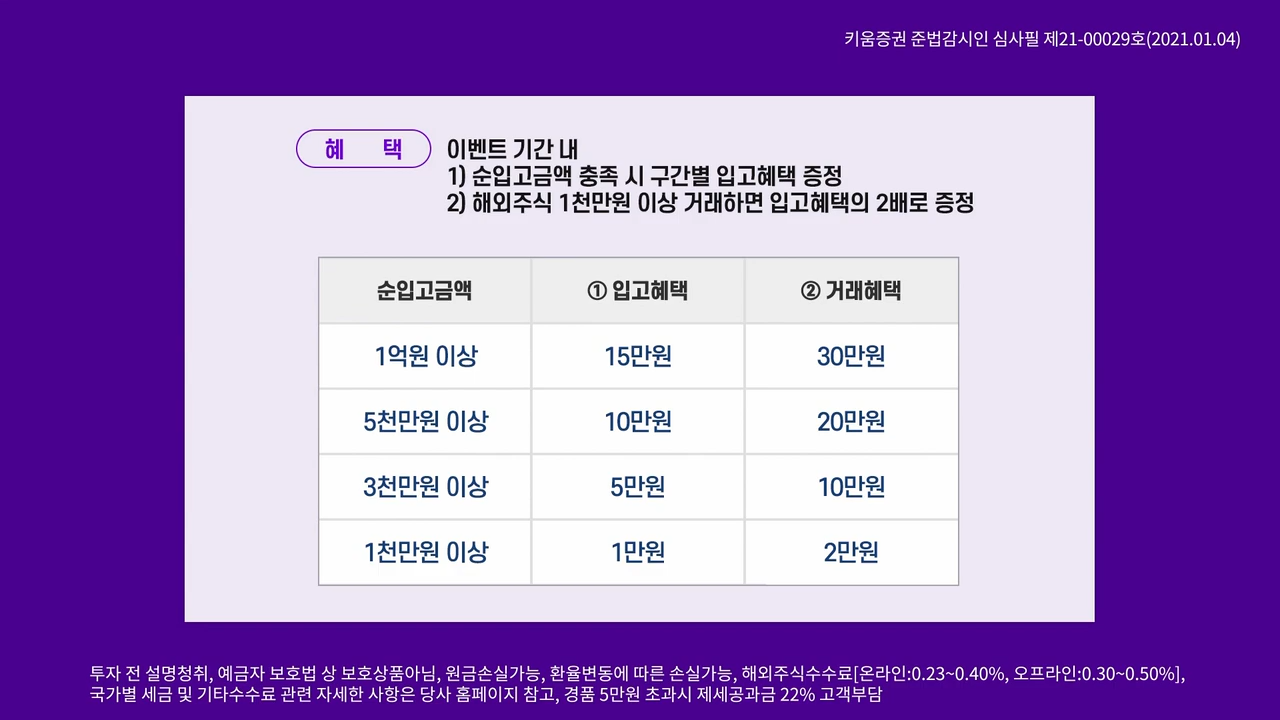 키움증권 준법감시인 심사필 제21-00029호(2021.01.04)
혜 택
이벤트 기간 내
1) 순입고금액 충족 시 구간별 입고혜택 증정
2) 해외주식 1천만원 이상 거래하면 입고혜택의 2배로 증정
순입고금액 ① 입고혜택 ② 거래혜택
1억원 이상 15만원 30만원
5천만원 이상 10만원 20만원
3천만원 이상 5만원 10만원
1천만원 이상 1만원 2만원
투자 전 설명청취, 예금자 보호법 상 보호상품아님, 원금손실가능, 환율변동에 따른 손실가능, 해외주식수수료[온라인:0.23~0.40%, 오프라인:0.30~0.50%],
국가별 세금 및 기타수수료 관련 자세한 사항은 당사 홈페이지 참고, 경품 5만원 초과시 제세공과금 22% 고객부담